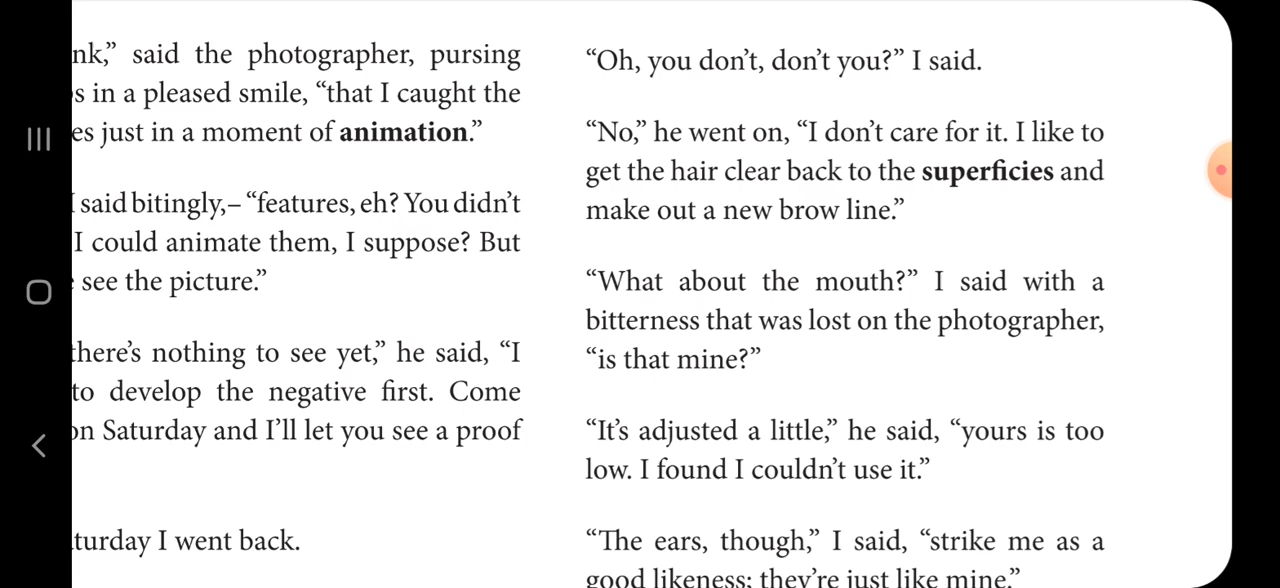 nk,” said the photographer, pursing
s in a pleased smile, “that I caught the
es just in a moment of animation.”
I said bitingly,– “features, eh? You didn’t
I could animate them, I suppose? But
see the picture.”
there’s nothing to see yet,” he said, “I
to develop the negative first. Come
on Saturday and I’ll let you see a proof
turday I went back.
“Oh, you don’t, don’t you?” I said.
“No,” he went on, “I don’t care for it. I like to
get the hair clear back to the superficies and
make out a new brow line.”
“What about the mouth?” I said with a
bitterness that was lost on the photographer,
“is that mine?”
“It’s adjusted a little,” he said, “yours is too
low. I found I couldn’t use it.”
“The ears, though,” I said, “strike me as a
good likeness; they’re just like mine.”